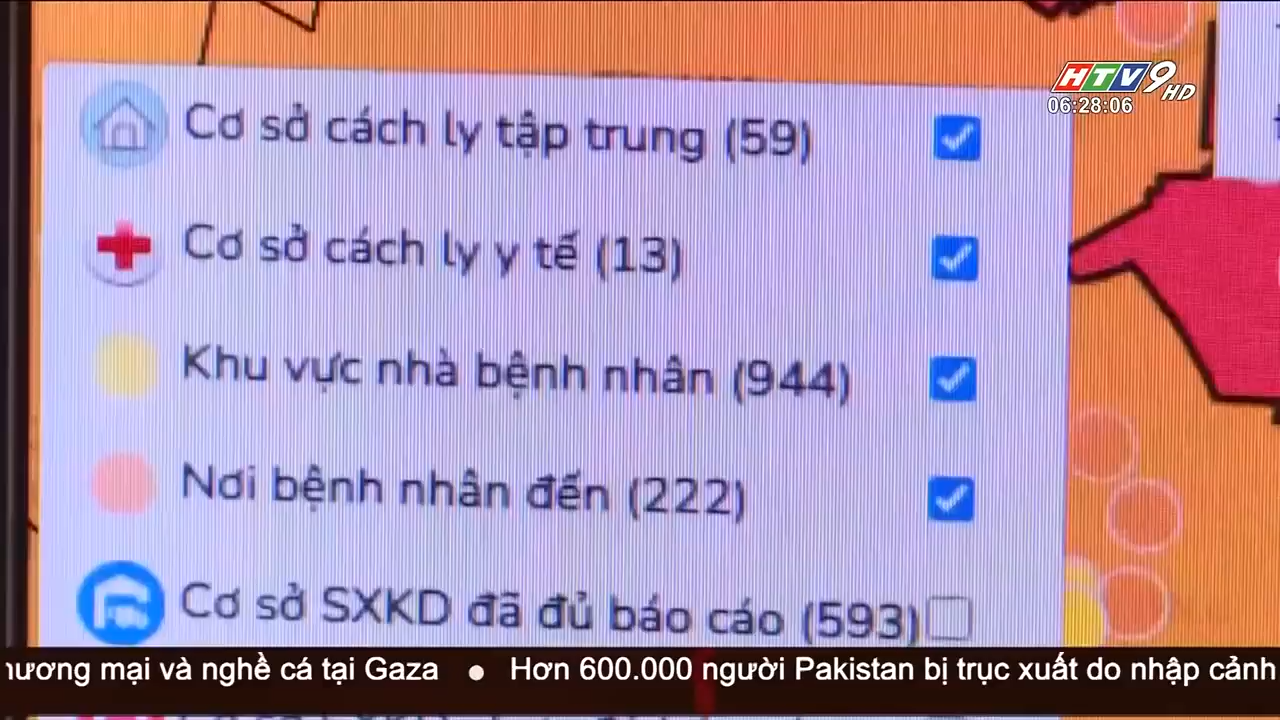 HTV9 HD
06:28:06
Cơ sở cách ly tập trung (59)
Cơ sở cách ly y tế (13)
Khu vực nhà bệnh nhân (944)
Nơi bệnh nhân đến (222)
Cơ sở SXKD đã đủ báo cáo (593)
mại và nghề cá tại Gaza ● Hơn 600.000 người Pakistan bị trục xuất do nhập cảnh